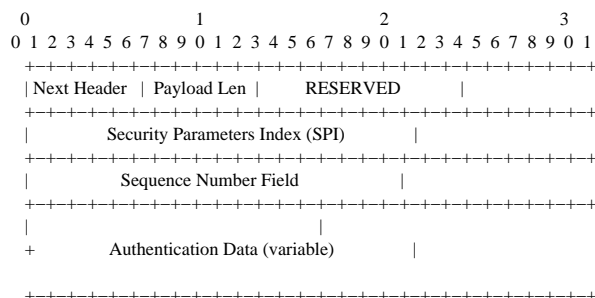 0 1 2 3
0 1 2 3 4 5 6 7 8 9 0 1 2 3 4 5 6 7 8 9 0 1 2 3 4 5 6 7 8 9 0 1
+-+-+-+-+-+-+-+-+-+-+-+-+-+-+-+-+-+-+-+-+-+-+-+-+-+-+-+-+-+-+-+-+
| Next Header | Payload Len | RESERVED |
+-+-+-+-+-+-+-+-+-+-+-+-+-+-+-+-+-+-+-+-+-+-+-+-+-+-+-+-+-+-+-+-+
| Security Parameters Index (SPI) |
+-+-+-+-+-+-+-+-+-+-+-+-+-+-+-+-+-+-+-+-+-+-+-+-+-+-+-+-+-+-+-+-+
| Sequence Number Field |
+-+-+-+-+-+-+-+-+-+-+-+-+-+-+-+-+-+-+-+-+-+-+-+-+-+-+-+-+-+-+-+-+
| |
+ Authentication Data (variable) |
+-+-+-+-+-+-+-+-+-+-+-+-+-+-+-+-+-+-+-+-+-+-+-+-+-+-+-+-+-+-+-+-+